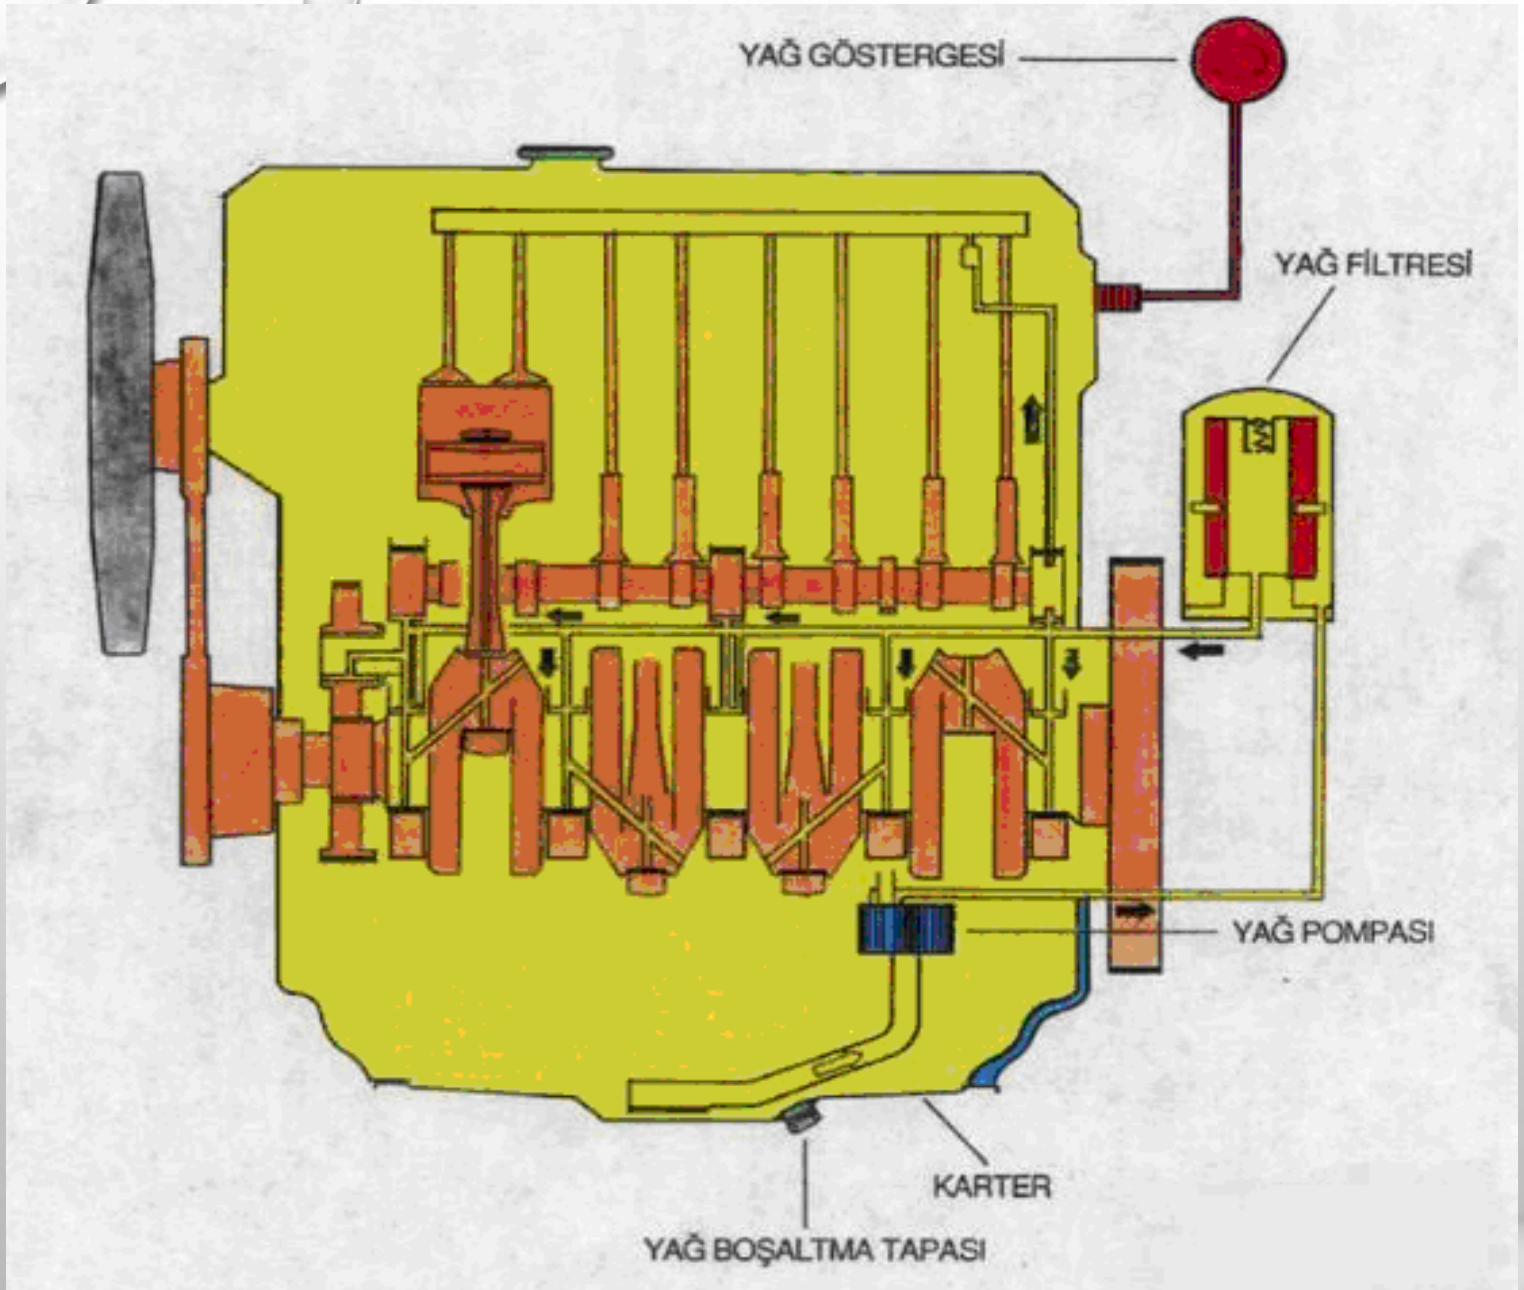 YAĞ GÖSTERGESİ
YAĞ FİLTRESİ
YAĞ POMPASI
KARTER
YAĞ BOŞALTMA TAPASI